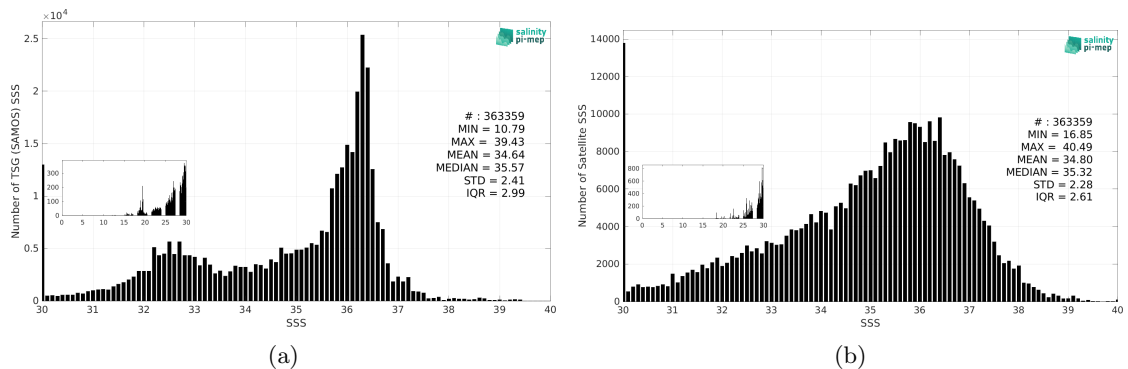 ×10⁴
2.5
2
1.5
1
0.5
0
Number of TSG (SAMOS) SSS
salinity
pi-mep
# : 363359
MIN = 10.79
MAX = 39.43
MEAN = 34.64
MEDIAN = 35.57
STD = 2.41
IQR = 2.99
300
200
100
0
0 5 10 15 20 25 30
30 31 32 33 34 35 36 37 38 39 40
SSS
(a)
14000
12000
10000
8000
6000
4000
2000
0
Number of Satellite SSS
salinity
pi-mep
# : 363359
MIN = 16.85
MAX = 40.49
MEAN = 34.80
MEDIAN = 35.32
STD = 2.28
IQR = 2.61
800
600
400
200
0
0 5 10 15 20 25 30
30 31 32 33 34 35 36 37 38 39 40
SSS
(b)